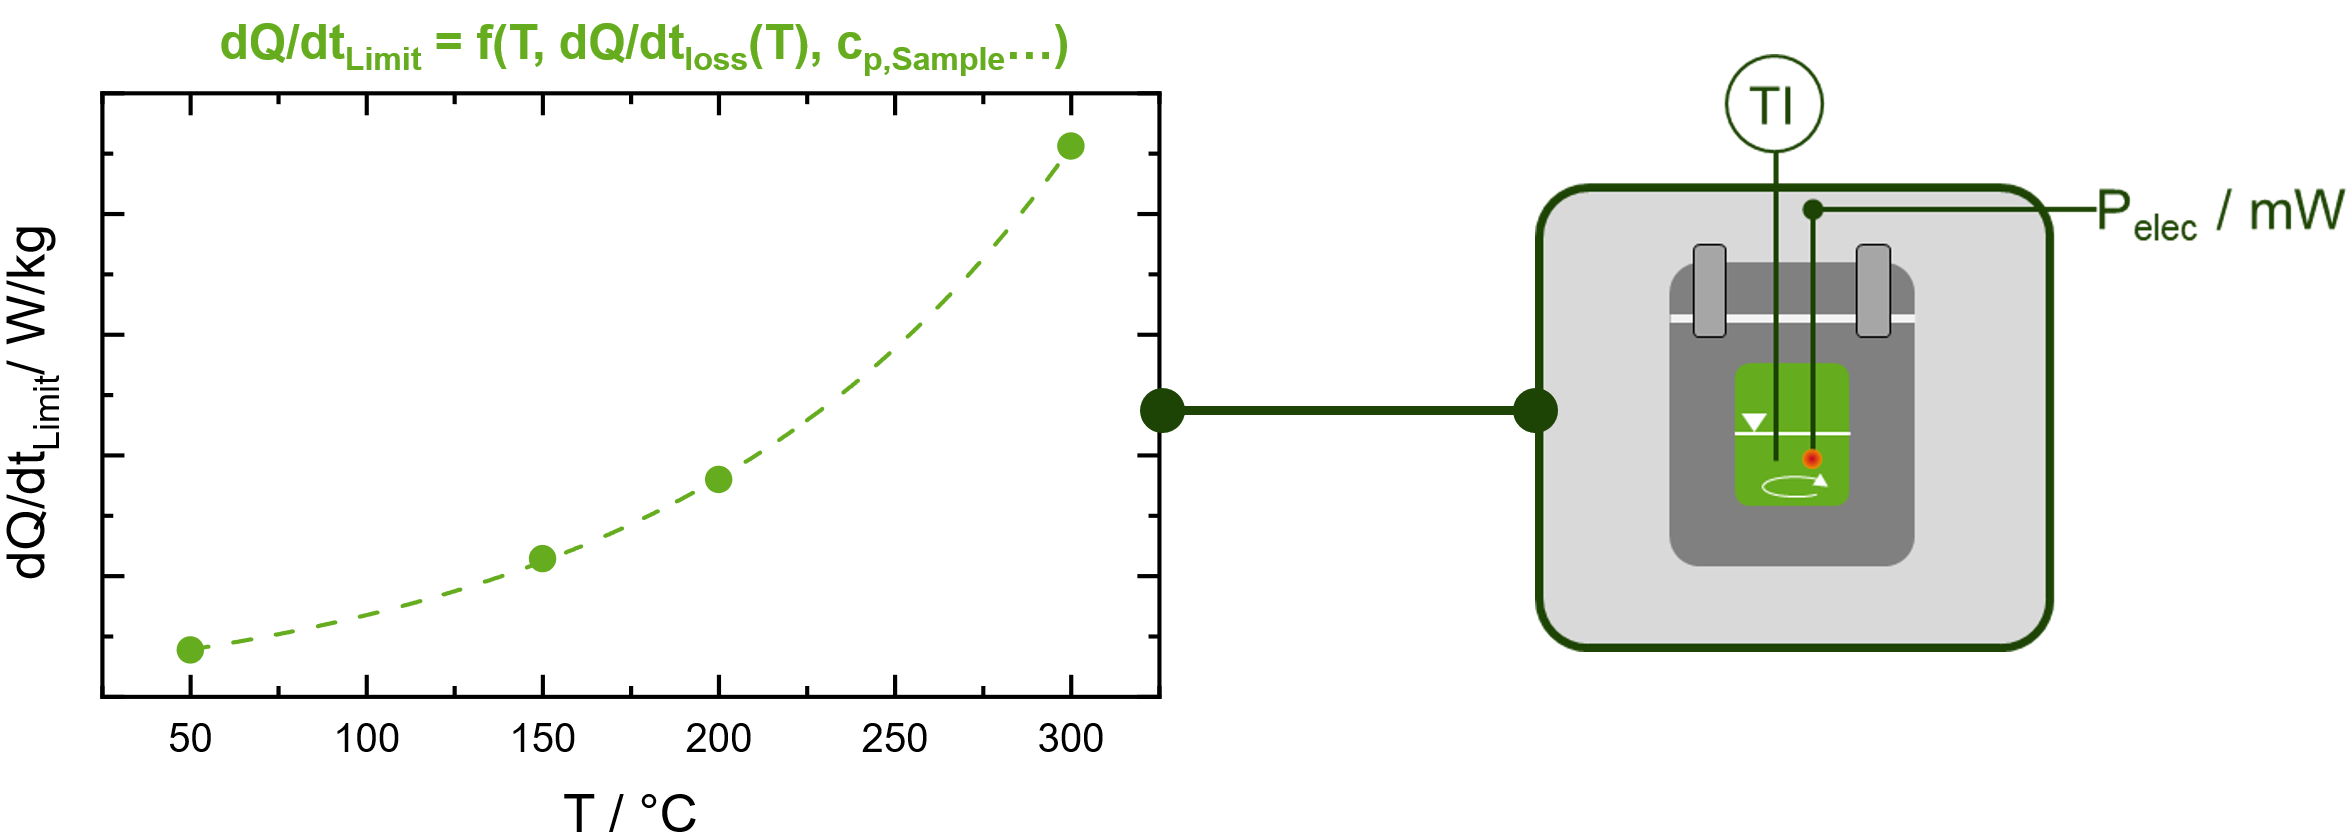 dQ/dtLimit = f(T, dQ/dtloss(T), cp,Sample…)
dQ/dtLimit/ W/kg
50 100 150 200 250 300
T / °C
TI
Pelec / mW